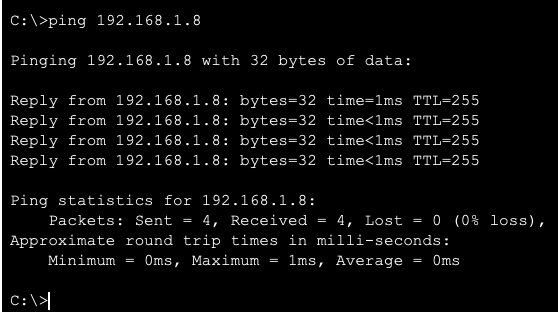 C:\>ping 192.168.1.8
Pinging 192.168.1.8 with 32 bytes of data:
Reply from 192.168.1.8: bytes=32 time=1ms TTL=255
Reply from 192.168.1.8: bytes=32 time<1ms TTL=255
Reply from 192.168.1.8: bytes=32 time<1ms TTL=255
Reply from 192.168.1.8: bytes=32 time<1ms TTL=255
Ping statistics for 192.168.1.8:
    Packets: Sent = 4, Received = 4, Lost = 0 (0% loss),
Approximate round trip times in milli-seconds:
    Minimum = 0ms, Maximum = 1ms, Average = 0ms
C:\>